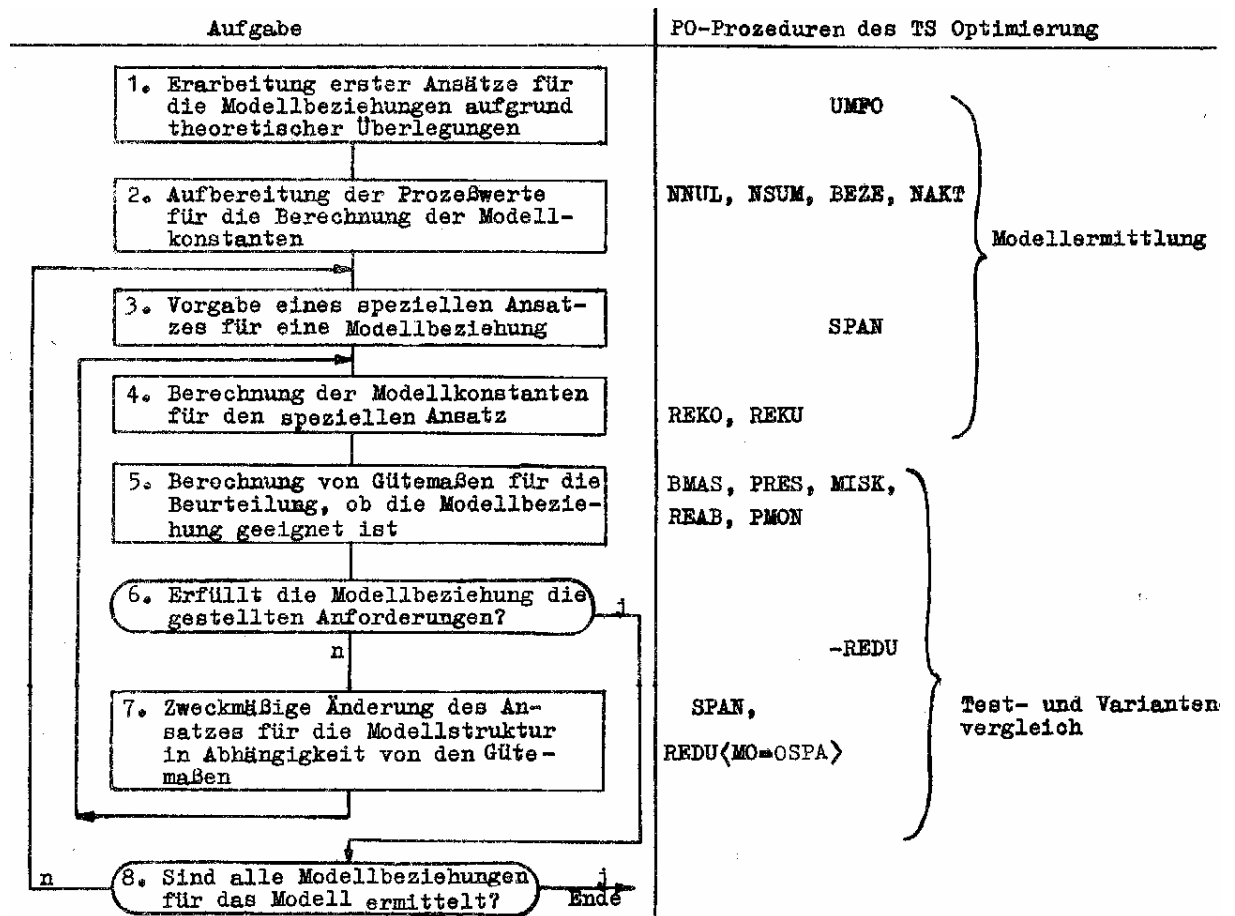 Aufgabe
PO-Prozeduren des TS Optimierung
1. Erarbeitung erster Ansätze für
die Modellbeziehungen aufgrund
theoretischer Überlegungen
UMPO
2. Aufbereitung der Prozeßwerte
für die Berechnung der Modell-
konstanten
NNUL, NSUM, BEZE, NAKT
Modellermittlung
3. Vorgabe eines speziellen Ansat-
zes für eine Modellbeziehung
SPAN
4. Berechnung der Modellkonstanten
für den speziellen Ansatz
REKO, REKU
5. Berechnung von Gütemaßen für die
Beurteilung, ob die Modellbezie-
hung geeignet ist
BMAS, PRES, MISK,
REAB, PMON
6. Erfüllt die Modellbeziehung die
gestellten Anforderungen?
j
n
-REDU
7. Zweckmäßige Änderung des An-
satzes für die Modellstruktur
in Abhängigkeit von den Güte-
maßen
SPAN,
REDU⟨MO=OSPA⟩
Test- und Varianten
vergleich
n
8. Sind alle Modellbeziehungen
für das Modell ermittelt?
j
Ende